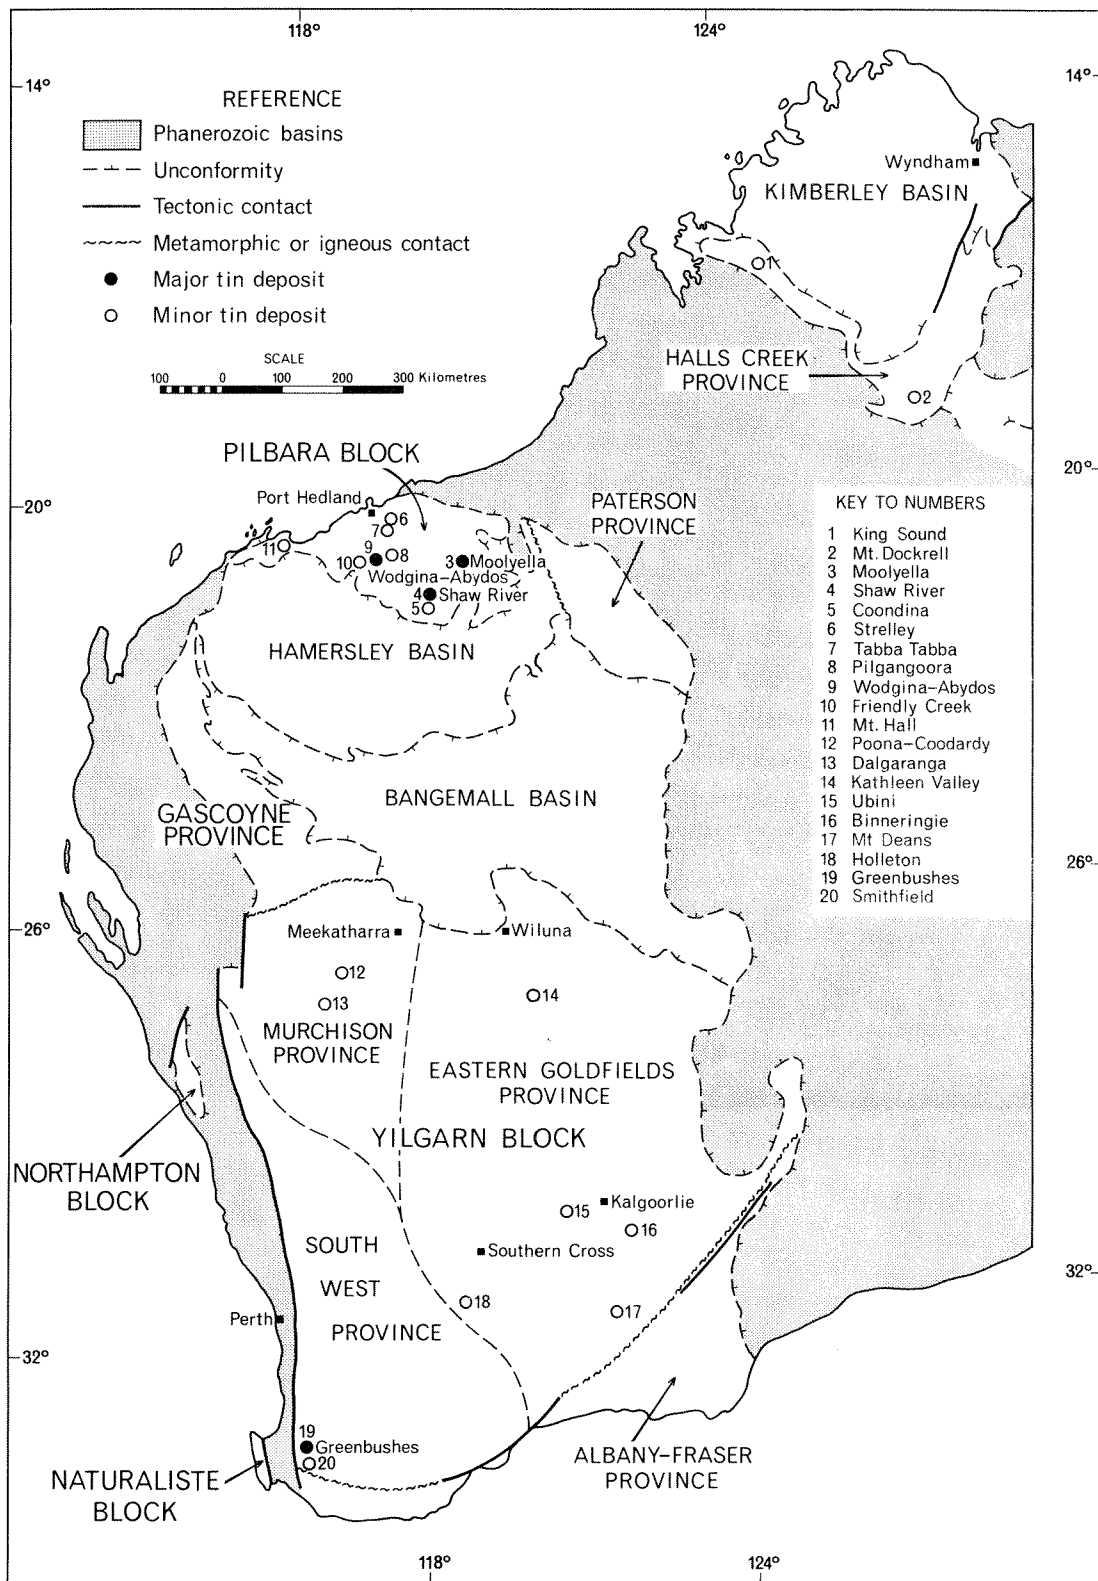 118°
124°
14°
14°
REFERENCE
Phanerozoic basins
Unconformity
Tectonic contact
Metamorphic or igneous contact
Major tin deposit
Minor tin deposit
SCALE
100 0 100 200 300 Kilometres
Wyndham
KIMBERLEY BASIN
1
HALLS CREEK
PROVINCE
2
PILBARA BLOCK
20°
20°
Port Hedland
6
7
PATERSON
PROVINCE
11
10
9
8
3 Moolyella
Wodgina-Abydos
4 Shaw River
5
HAMERSLEY BASIN
KEY TO NUMBERS
1 King Sound
2 Mt. Dockrell
3 Moolyella
4 Shaw River
5 Coondina
6 Strelley
7 Tabba Tabba
8 Pilgangoora
9 Wodgina-Abydos
10 Friendly Creek
11 Mt. Hall
12 Poona-Coodardy
13 Dalgaranga
14 Kathleen Valley
15 Ubini
16 Binneringie
17 Mt Deans
18 Holleton
19 Greenbushes
20 Smithfield
BANGEMALL BASIN
GASCOYNE
PROVINCE
26°
26°
Meekatharra
Wiluna
12
13
14
MURCHISON
PROVINCE
EASTERN GOLDFIELDS
PROVINCE
YILGARN BLOCK
NORTHAMPTON
BLOCK
Kalgoorlie
15
16
SOUTH
WEST
PROVINCE
Southern Cross
32°
18
17
Perth
32°
19
Greenbushes
20
NATURALISTE
BLOCK
ALBANY-FRASER
PROVINCE
118°
124°